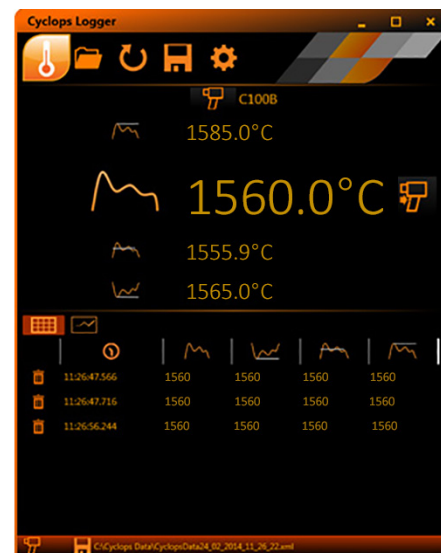 Cyclops Logger
C100B
1585.0°C
1560.0°C
1555.9°C
1565.0°C
11:26:47.566 1560 1560 1560 1560
11:26:47.716 1560 1560 1560 1560
11:26:56.244 1560 1560 1560 1560
C:\Cyclops Data\CyclopsData24_02_2014_11_26_22.xml